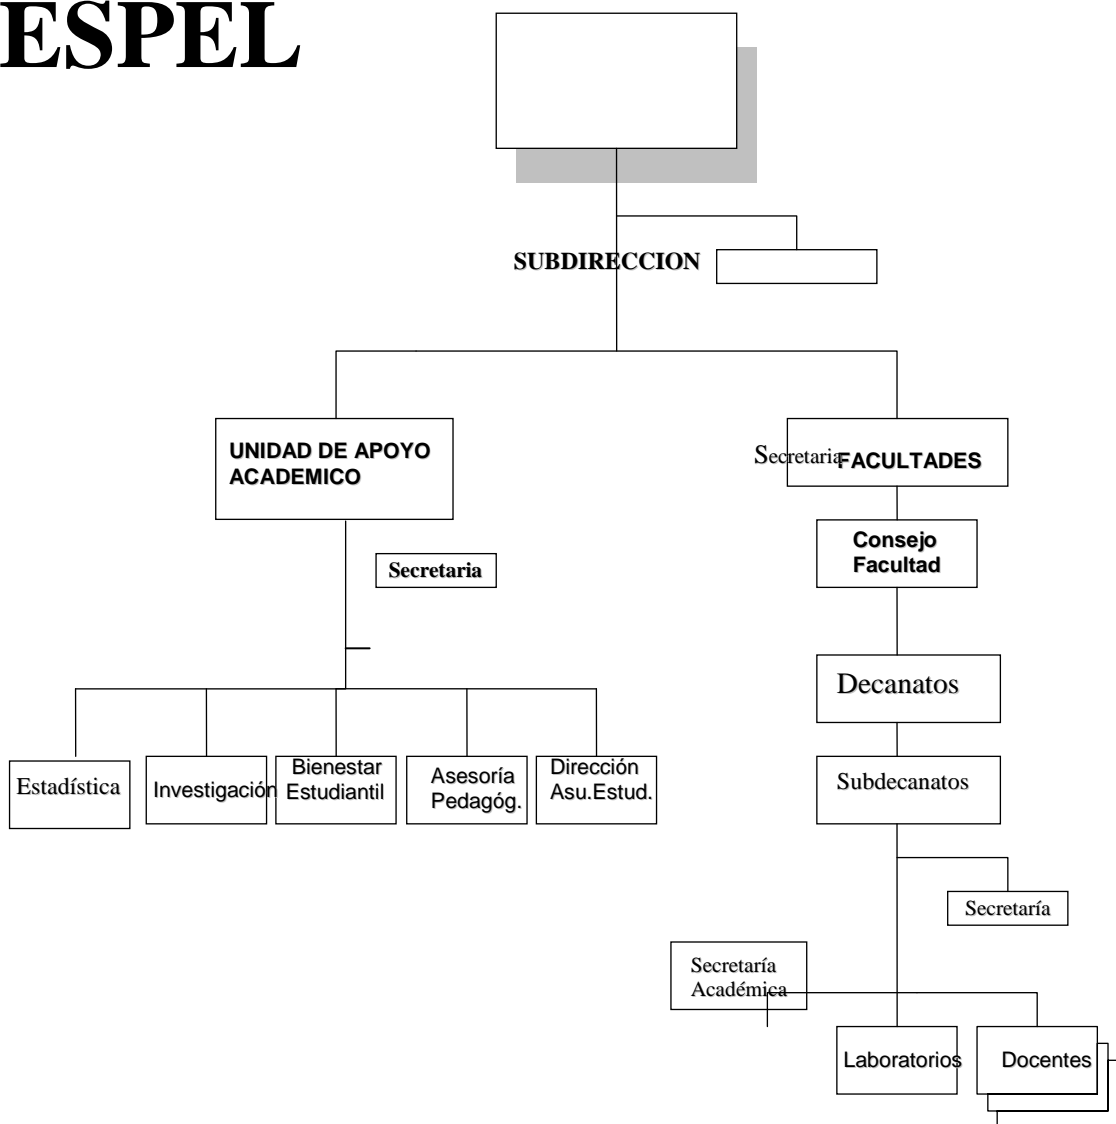 ESPEL
SUBDIRECCION
UNIDAD DE APOYO
ACADEMICO
Secretaria
FACULTADES
Consejo
Facultad
Secretaria
Decanatos
Estadística
Investigación
Bienestar
Estudiantil
Asesoría
Pedagóg.
Dirección
Asu.Estud.
Subdecanatos
Secretaría
Secretaría
Académica
Laboratorios
Docentes